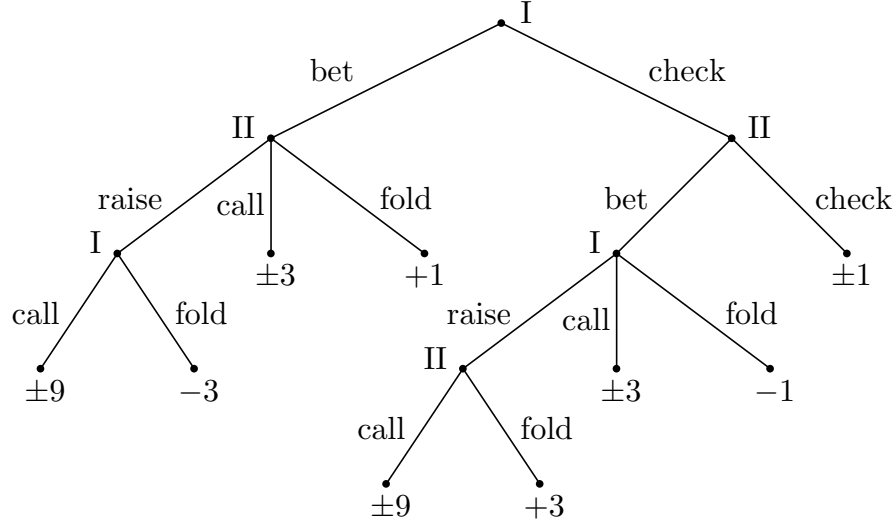 I
bet
check
II
II
raise
call
fold
bet
check
I
±3
+1
I
±1
call
fold
raise
call
fold
±9
−3
II
±3
−1
call
fold
±9
+3